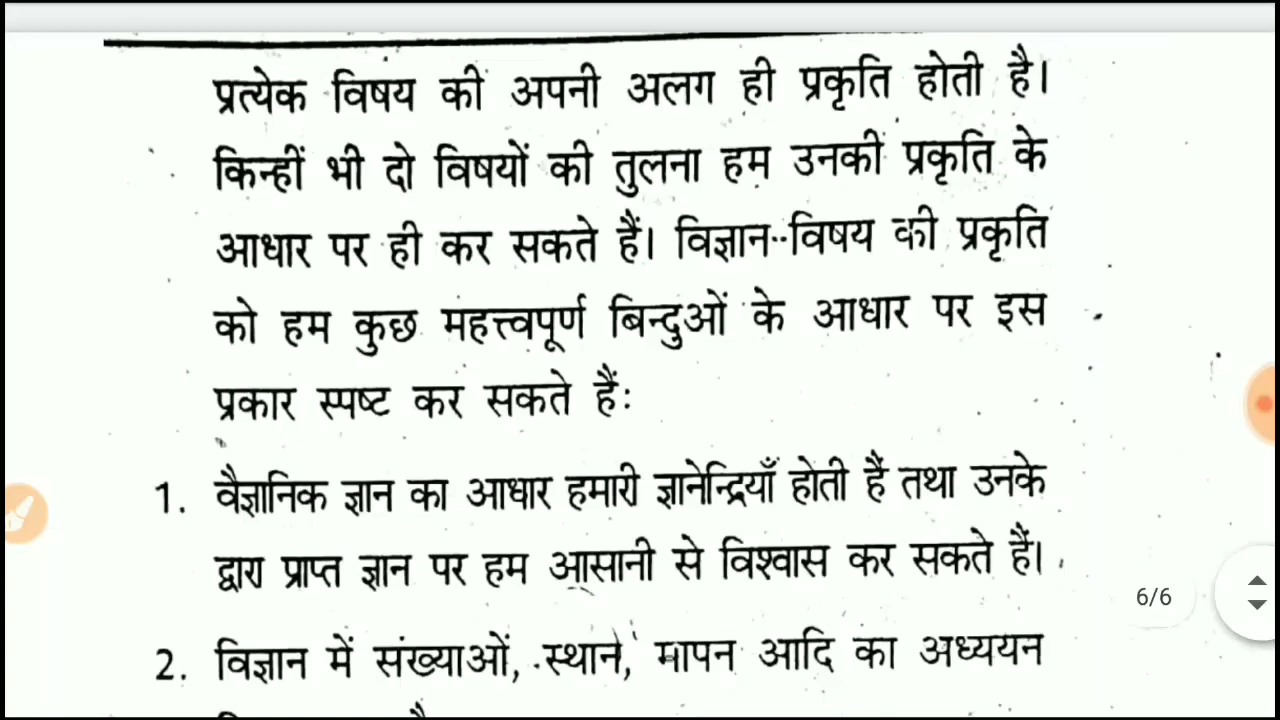 प्रत्येक विषय की अपनी अलग ही प्रकृति होती है।
किन्हीं भी दो विषयों की तुलना हम उनकी प्रकृति के
आधार पर ही कर सकते हैं। विज्ञान विषय की प्रकृति
को हम कुछ महत्त्वपूर्ण बिन्दुओं के आधार पर इस
प्रकार स्पष्ट कर सकते हैं:
1. वैज्ञानिक ज्ञान का आधार हमारी ज्ञानेन्द्रियाँ होती हैं तथा उनके
द्वारा प्राप्त ज्ञान पर हम आसानी से विश्वास कर सकते हैं।
6/6
2. विज्ञान में संख्याओं, स्थान, मापन आदि का अध्ययन